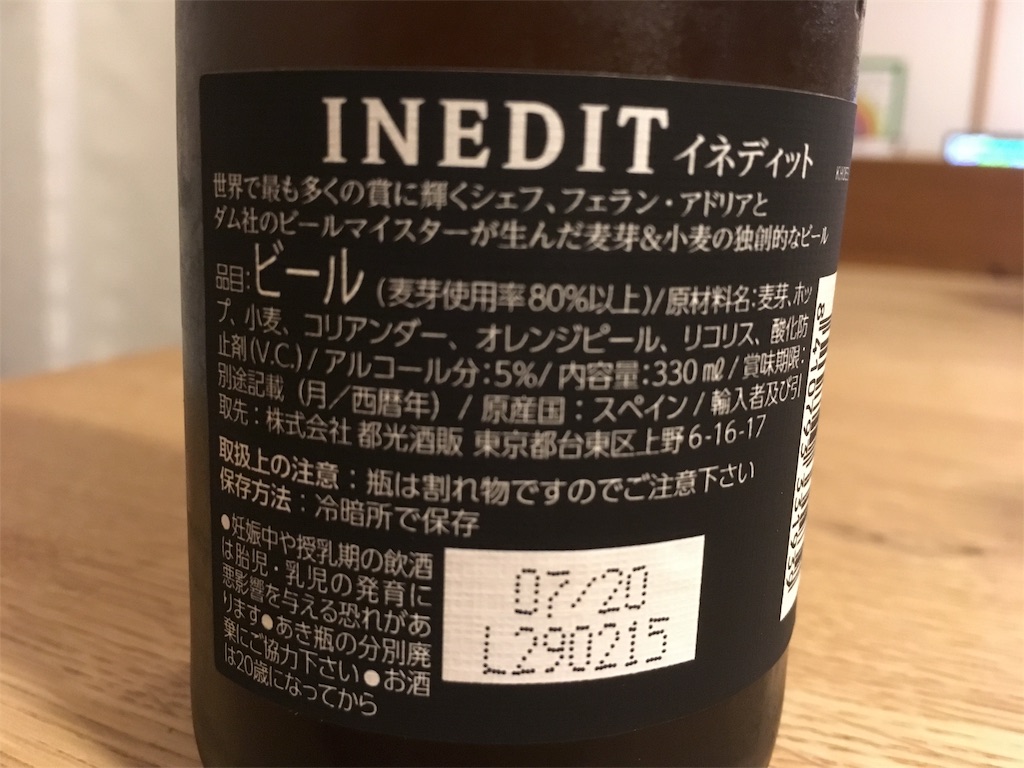 INEDIT イネディット
世界で最も多くの賞に輝くシェフ、フェラン・アドリアと
ダム社のビールマイスターが生んだ麦芽&小麦の独創的なビール
品目:ビール (麦芽使用率80%以上)/原材料名:麦芽、ホッ
プ、小麦、コリアンダー、オレンジピール、リコリス、酸化防
止剤(V.C.)/アルコール分:5%/内容量:330㎖/賞味期限:
別途記載 (月/西暦年) / 原産国:スペイン/輸入者及び引
取先:株式会社 都光酒販 東京都台東区上野6-16-17
取扱上の注意:瓶は割れ物ですのでご注意下さい
保存方法:冷暗所で保存
●妊娠中や授乳期の飲酒
は胎児・乳児の発育に
悪影響を与える恐れがあ
ります●あき瓶の分別廃
棄にご協力下さい●お酒
は20歳になってから
07/20
L290215